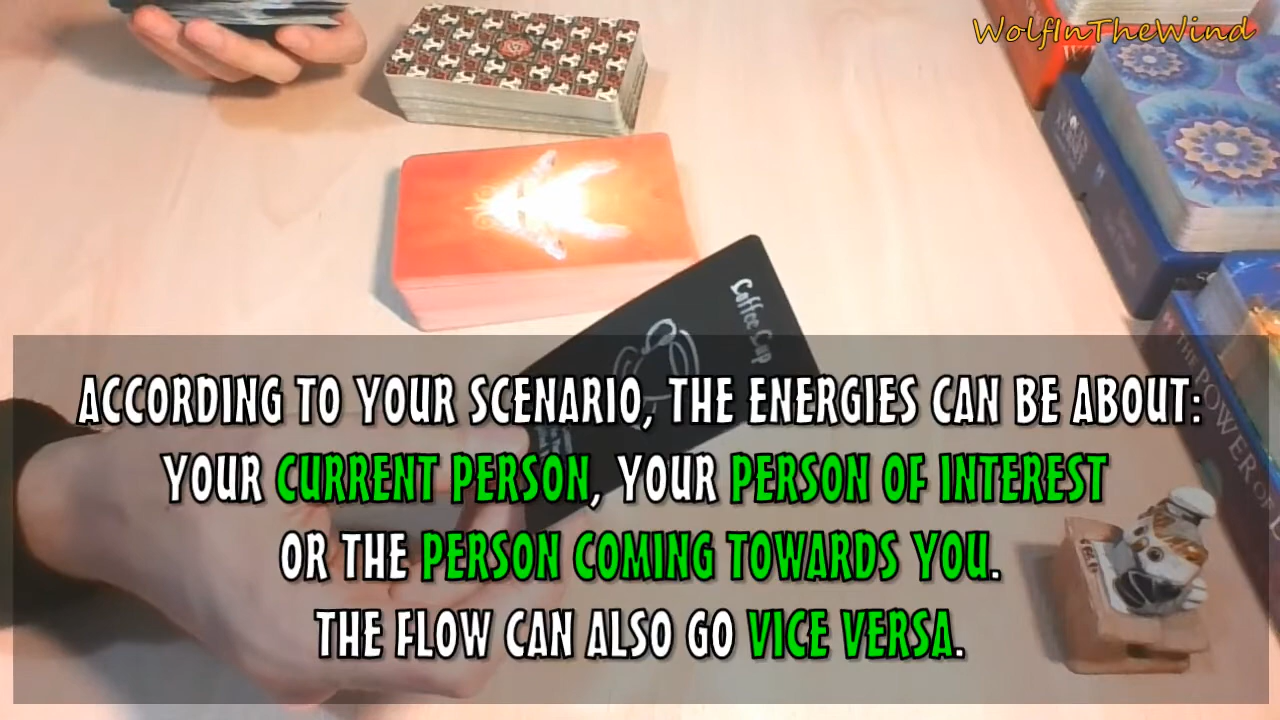 WolfInTheWind
Coffee Cup
ACCORDING TO YOUR SCENARIO, THE ENERGIES CAN BE ABOUT:
YOUR CURRENT PERSON, YOUR PERSON OF INTEREST
OR THE PERSON COMING TOWARDS YOU.
THE FLOW CAN ALSO GO VICE VERSA.
THE POWER OF